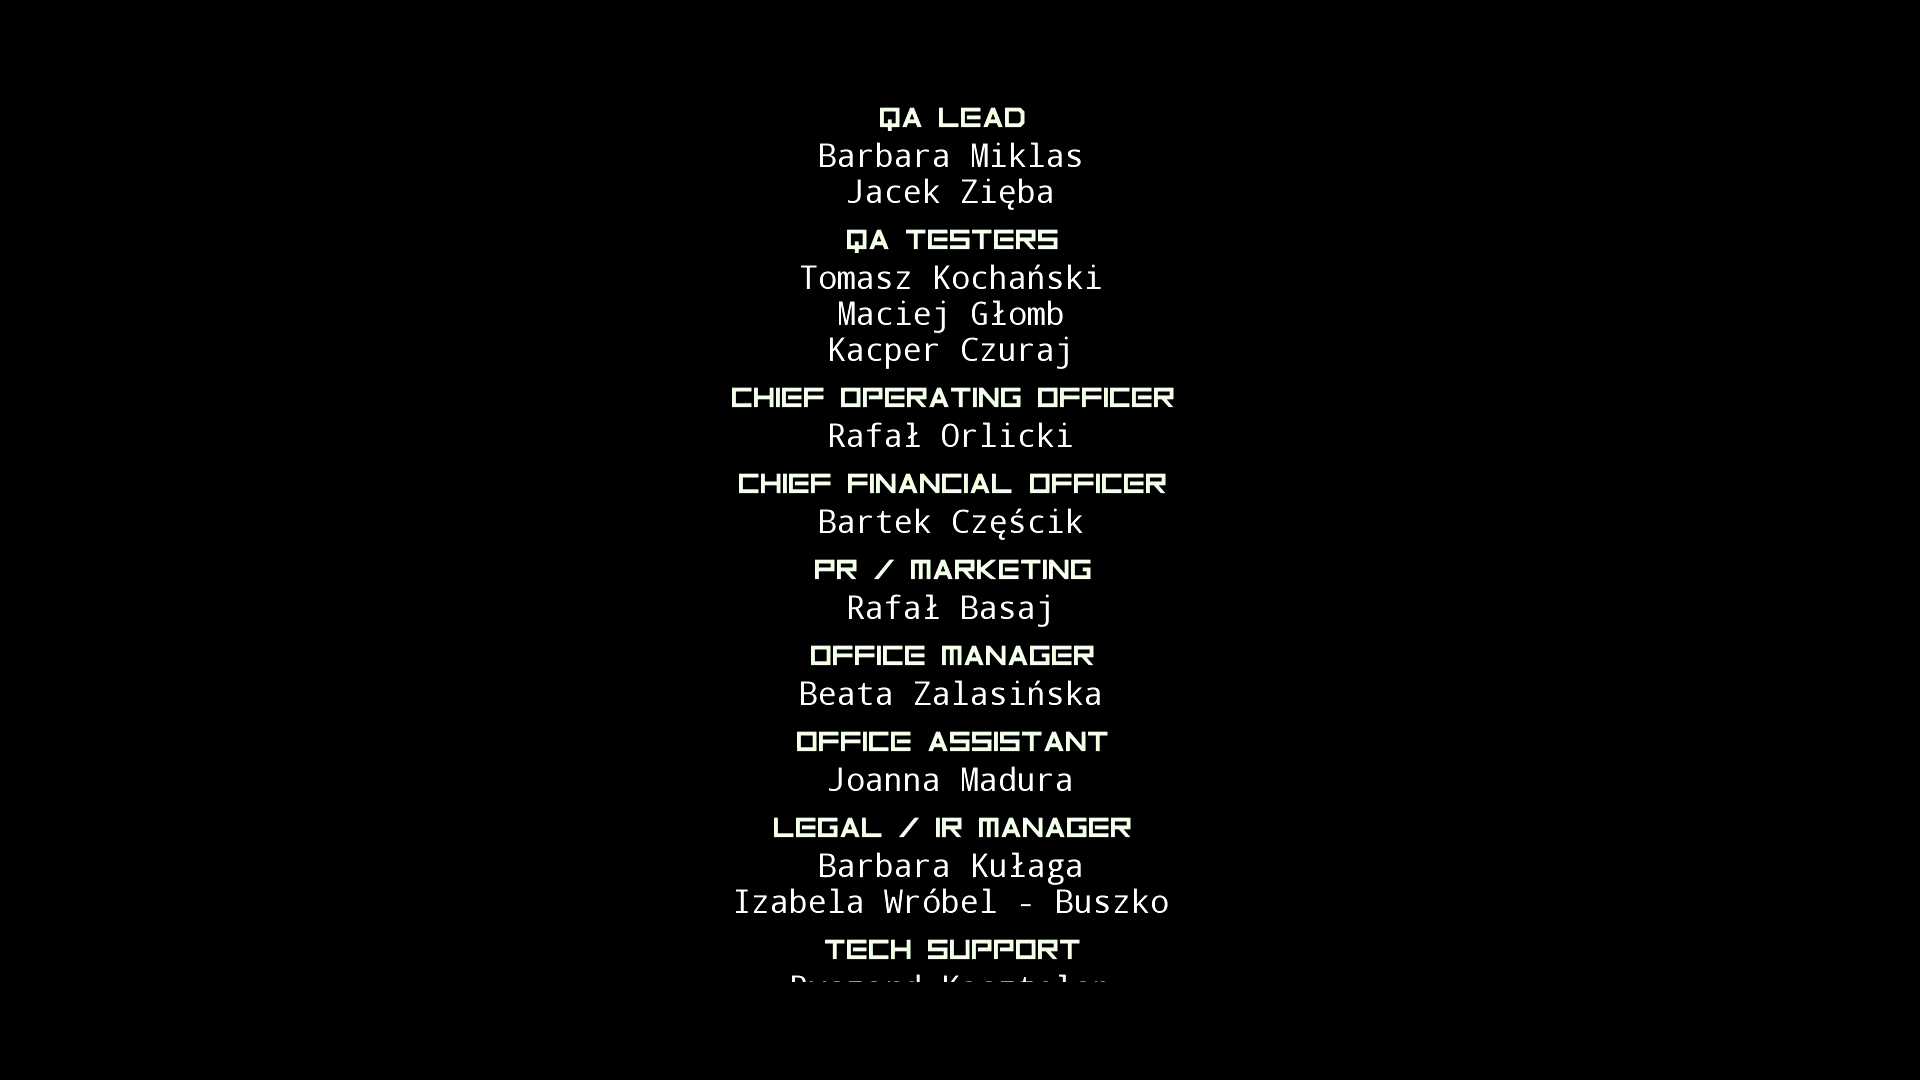 QA LEAD
Barbara Miklas
Jacek Zięba
QA TESTERS
Tomasz Kochański
Maciej Głomb
Kacper Czuraj
CHIEF OPERATING OFFICER
Rafał Orlicki
CHIEF FINANCIAL OFFICER
Bartek Częścik
PR / MARKETING
Rafał Basaj
OFFICE MANAGER
Beata Zalasińska
OFFICE ASSISTANT
Joanna Madura
LEGAL / IR MANAGER
Barbara Kułaga
Izabela Wróbel - Buszko
TECH SUPPORT